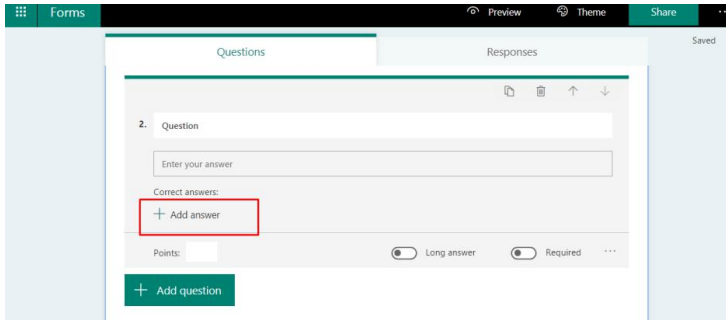 Forms Preview Theme Share ...
Saved
Questions Responses
2. Question
Enter your answer
Correct answers:
+ Add answer
Points: Long answer Required ...
+ Add question